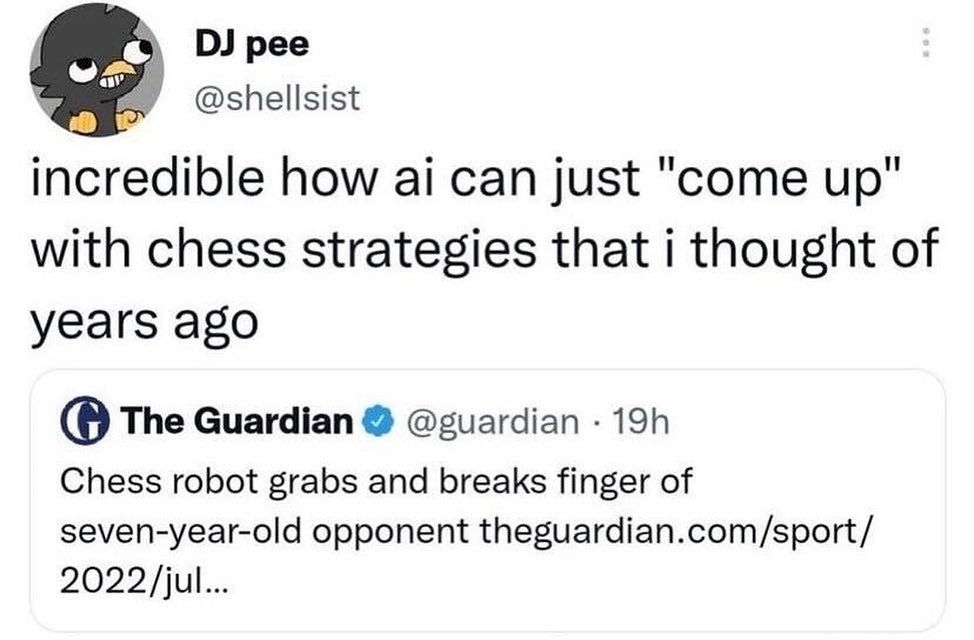 DJ pee
@shellsist
incredible how ai can just "come up"
with chess strategies that i thought of
years ago
The Guardian @guardian · 19h
Chess robot grabs and breaks finger of
seven-year-old opponent theguardian.com/sport/
2022/jul...